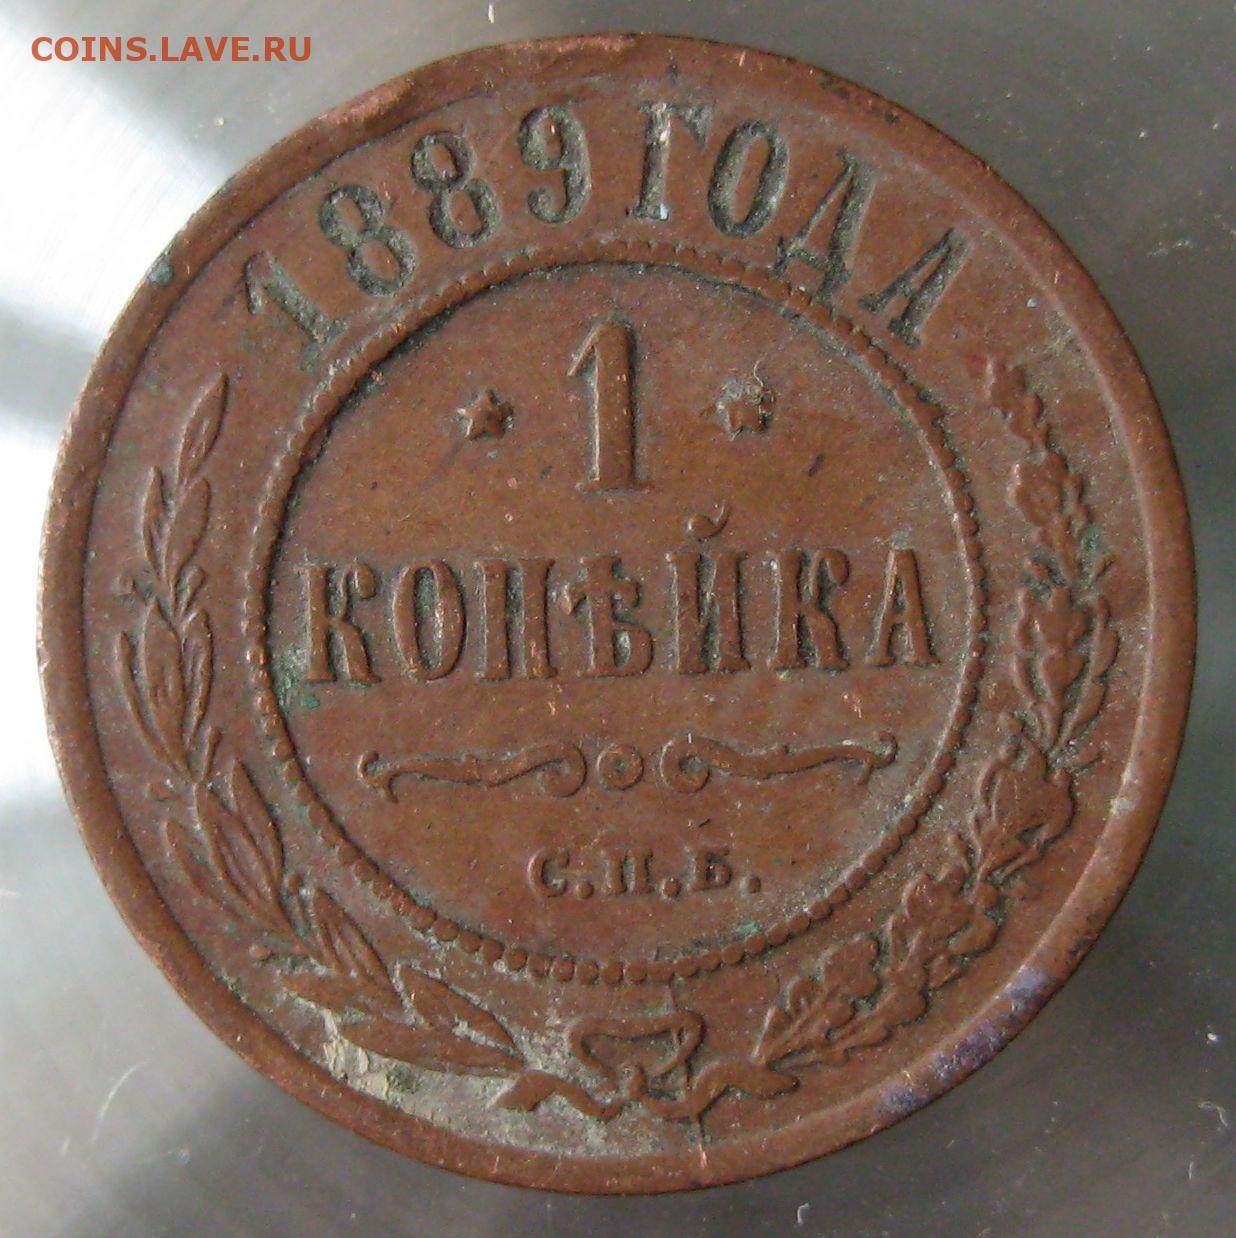 COINS.LAVE.RU
1889 ГОДА
1
КОПѢЙКА
С.П.Б.